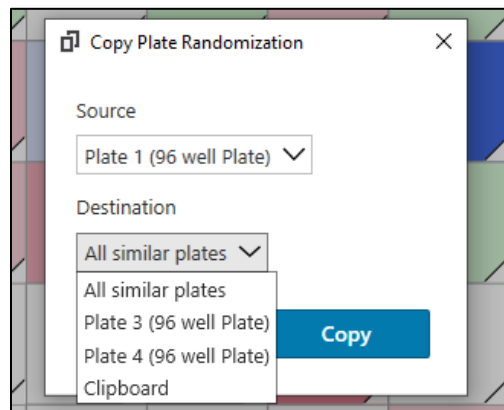 Copy Plate Randomization
Source
Plate 1 (96 well Plate)
Destination
All similar plates
All similar plates
Plate 3 (96 well Plate)
Plate 4 (96 well Plate)
Clipboard
Copy